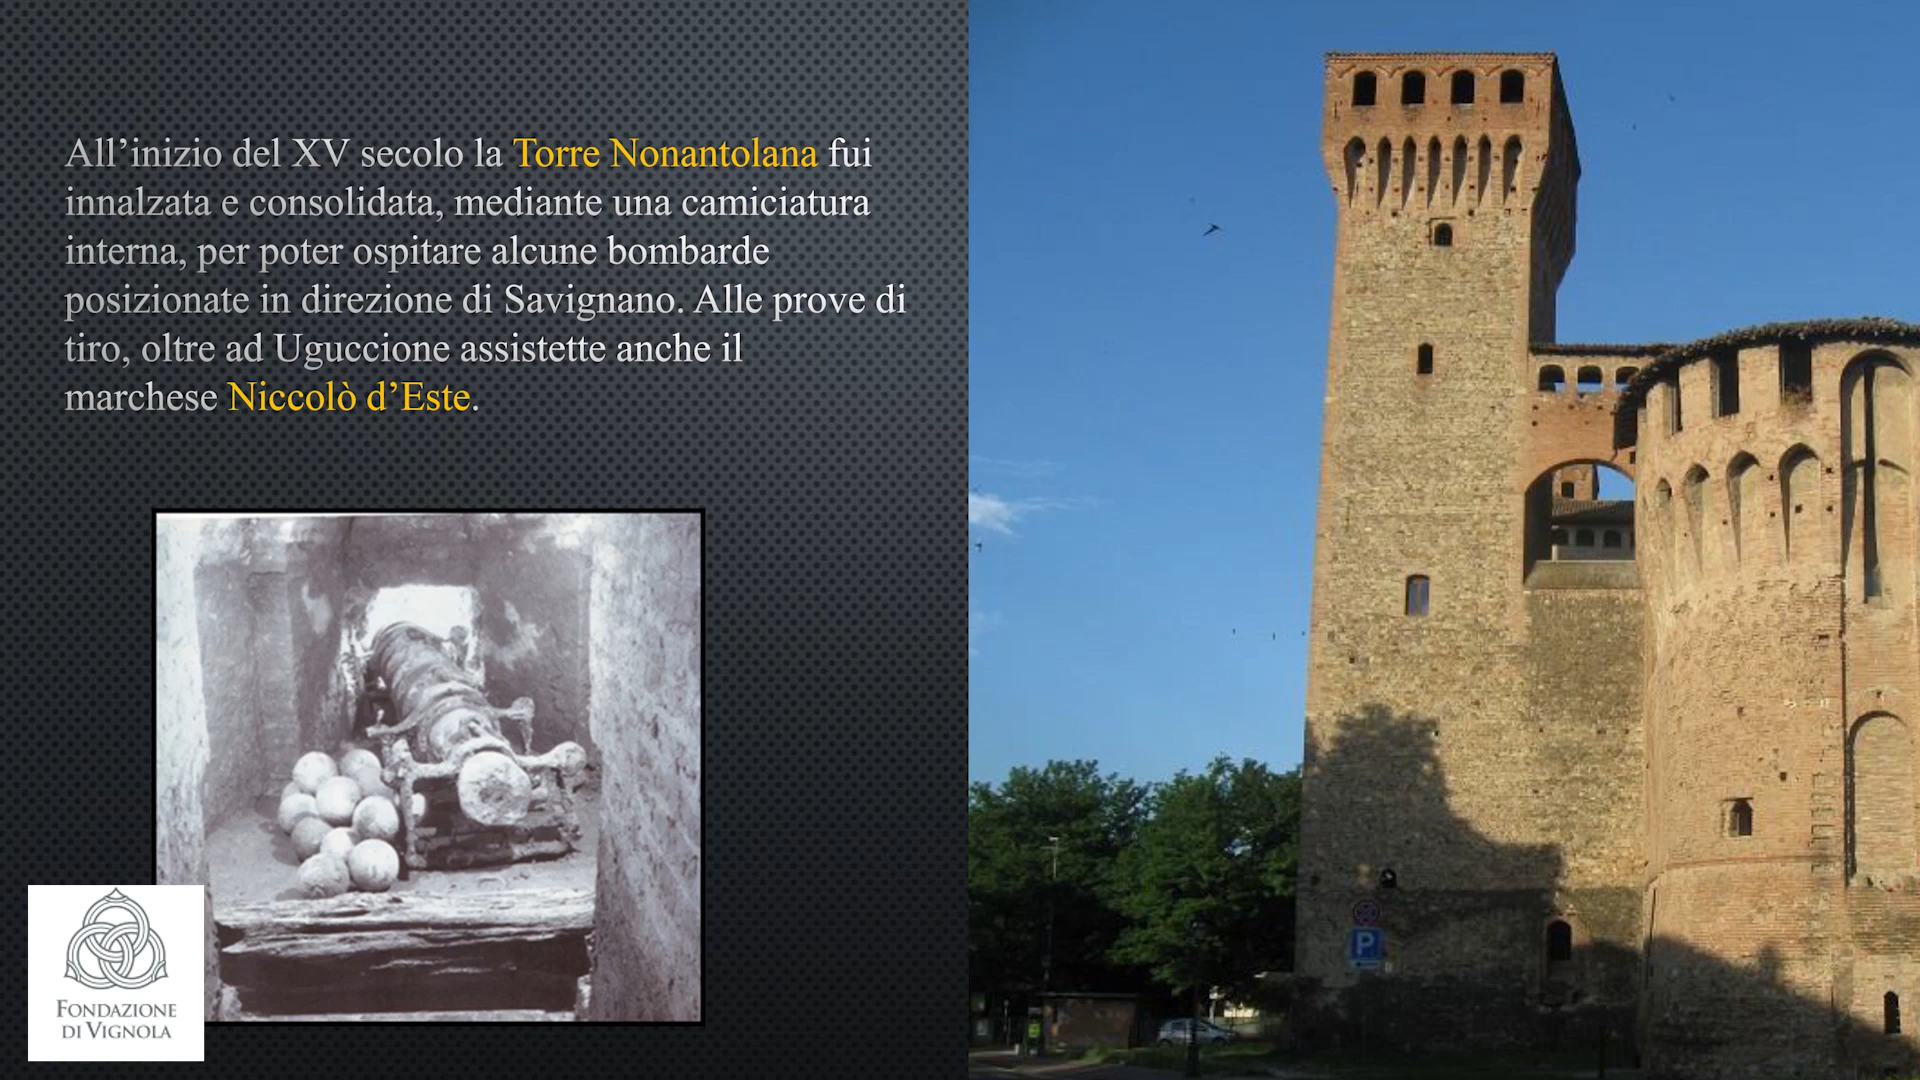 All’inizio del XV secolo la Torre Nonantolana fui
innalzata e consolidata, mediante una camiciatura
interna, per poter ospitare alcune bombarde
posizionate in direzione di Savignano. Alle prove di
tiro, oltre ad Uguccione assistette anche il
marchese Niccolò d’Este.
FONDAZIONE
DI VIGNOLA
P